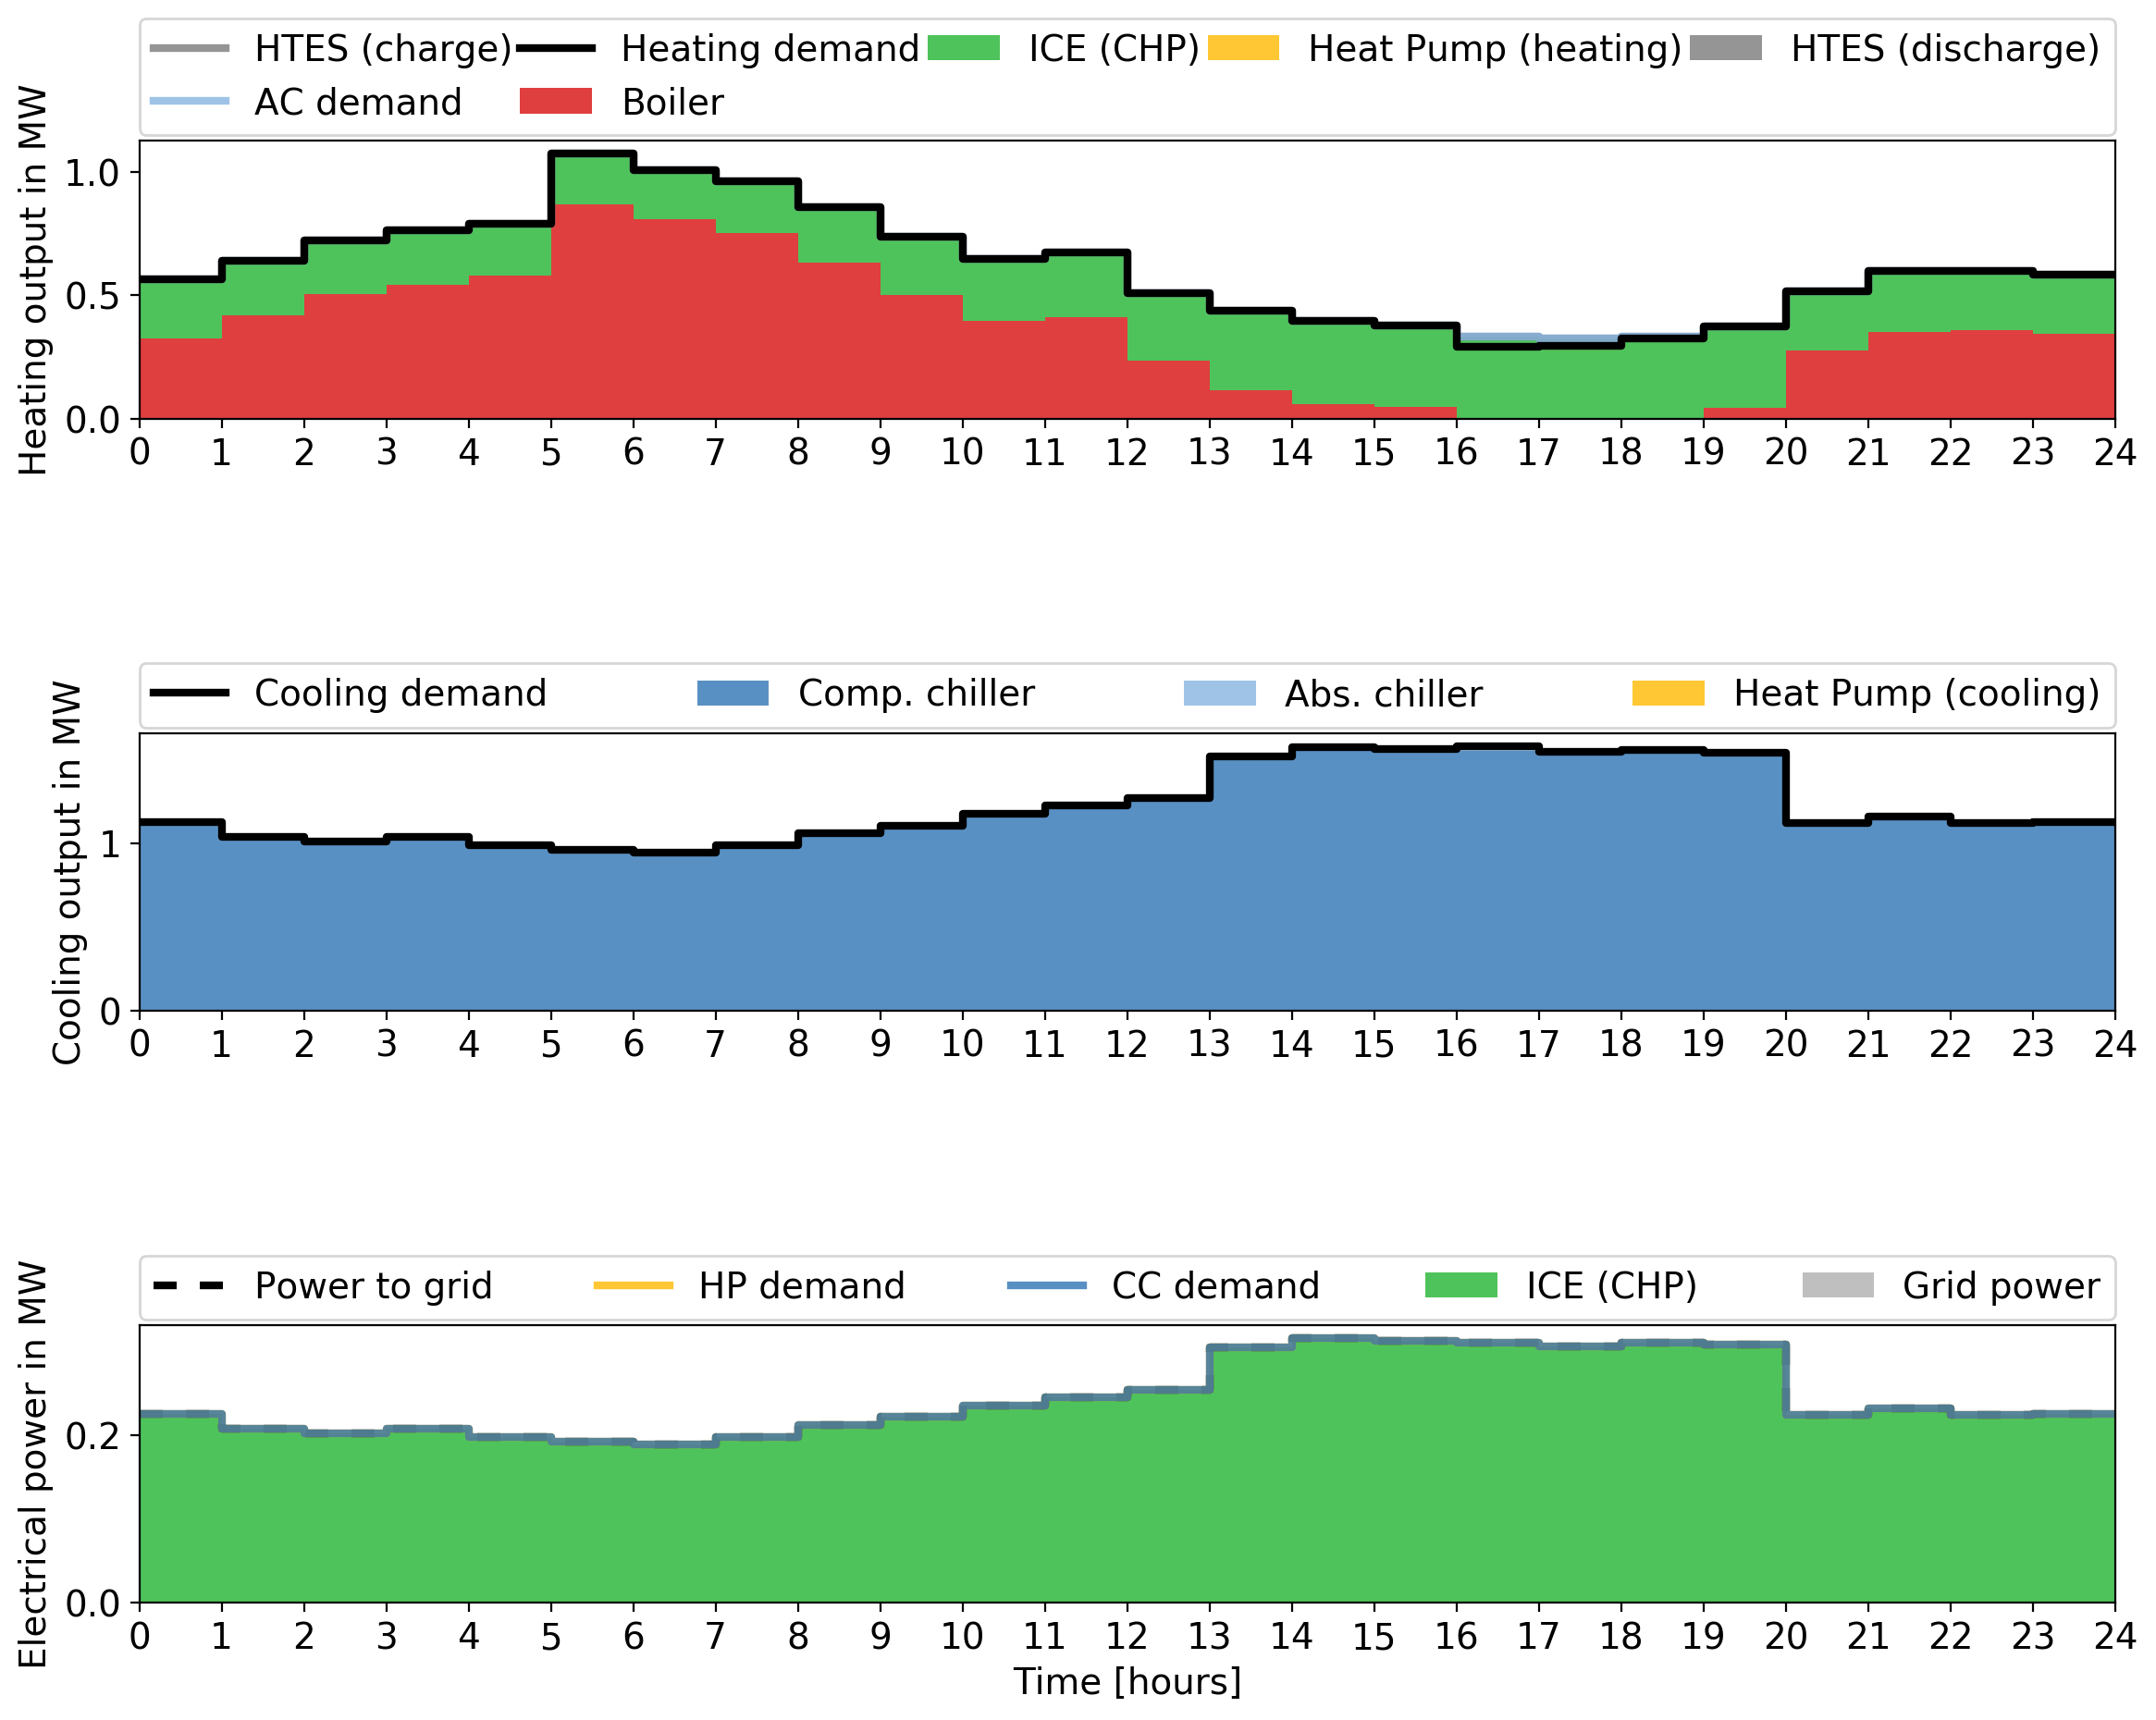 HTES (charge) Heating demand ICE (CHP) Heat Pump (heating) HTES (discharge)
AC demand Boiler
Heating output in MW
1.0
0.5
0.0
0 1 2 3 4 5 6 7 8 9 10 11 12 13 14 15 16 17 18 19 20 21 22 23 24
Cooling demand Comp. chiller Abs. chiller Heat Pump (cooling)
Cooling output in MW
1
0
0 1 2 3 4 5 6 7 8 9 10 11 12 13 14 15 16 17 18 19 20 21 22 23 24
Power to grid HP demand CC demand ICE (CHP) Grid power
Electrical power in MW
0.2
0.0
0 1 2 3 4 5 6 7 8 9 10 11 12 13 14 15 16 17 18 19 20 21 22 23 24
Time [hours]